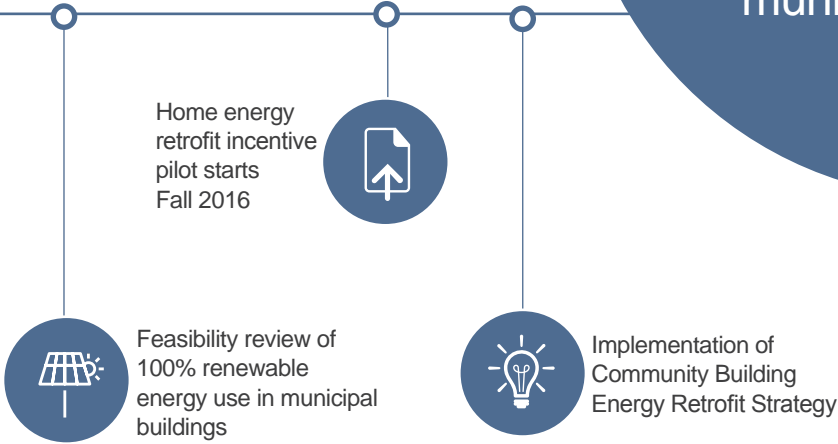 Home energy
retrofit incentive
pilot starts
Fall 2016
Feasibility review of
100% renewable
energy use in municipal
buildings
Implementation of
Community Building
Energy Retrofit Strategy